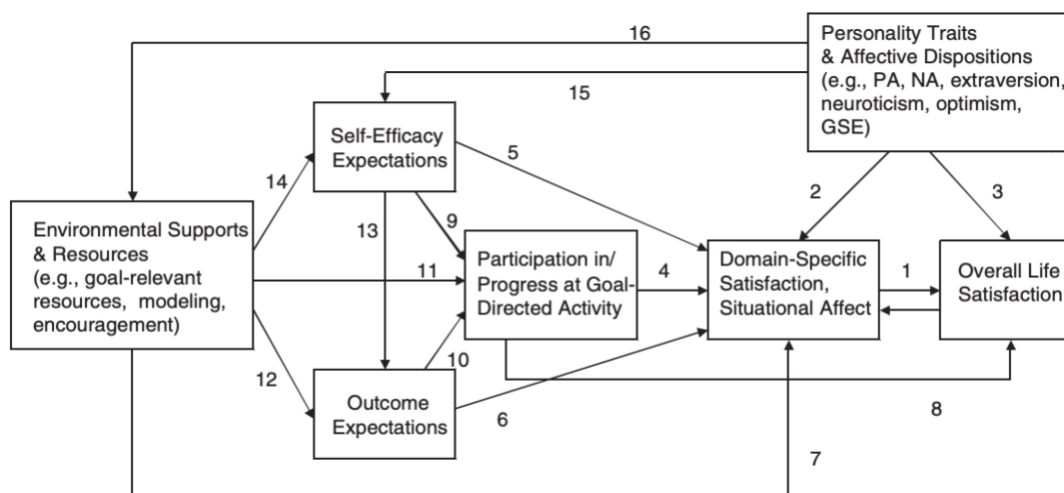 16
Personality Traits
& Affective Dispositions
(e.g., PA, NA, extraversion,
neuroticism, optimism,
GSE)
15
Self-Efficacy
Expectations
5
14
2
3
Environmental Supports
& Resources
(e.g., goal-relevant
resources, modeling,
encouragement)
13
9
11
Participation in/
Progress at Goal-
Directed Activity
4
Domain-Specific
Satisfaction,
Situational Affect
1
Overall Life
Satisfaction
12
10
Outcome
Expectations
6
8
7